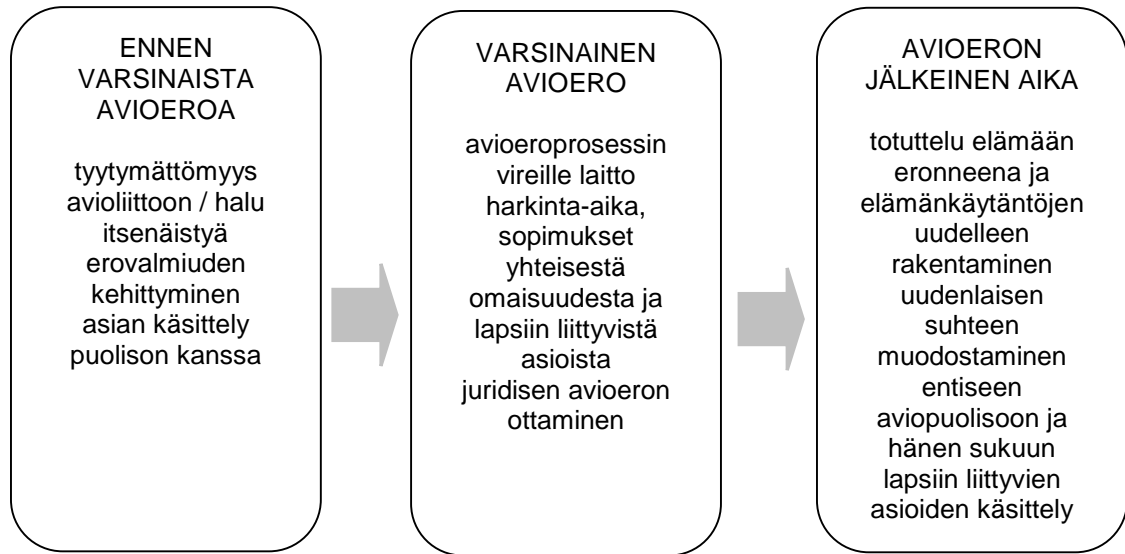 ENNEN
VARSINAISTA
AVIOEROA
tyytymättömyys
avioliittoon / halu
itsenäistyä
erovalmiuden
kehittyminen
asian käsittely
puolison kanssa
VARSINAINEN
AVIOERO
avioeroprosessin
vireille laitto
harkinta-aika,
sopimukset
yhteisestä
omaisuudesta ja
lapsiin liittyvistä
asioista
juridisen avioeron
ottaminen
AVIOERON
JÄLKEINEN AIKA
totuttelu elämään
eronneena ja
elämänkäytäntöjen
uudelleen
rakentaminen
uudenlaisen
suhteen
muodostaminen
entiseen
aviopuolisoon ja
hänen sukuun
lapsiin liittyvien
asioiden käsittely